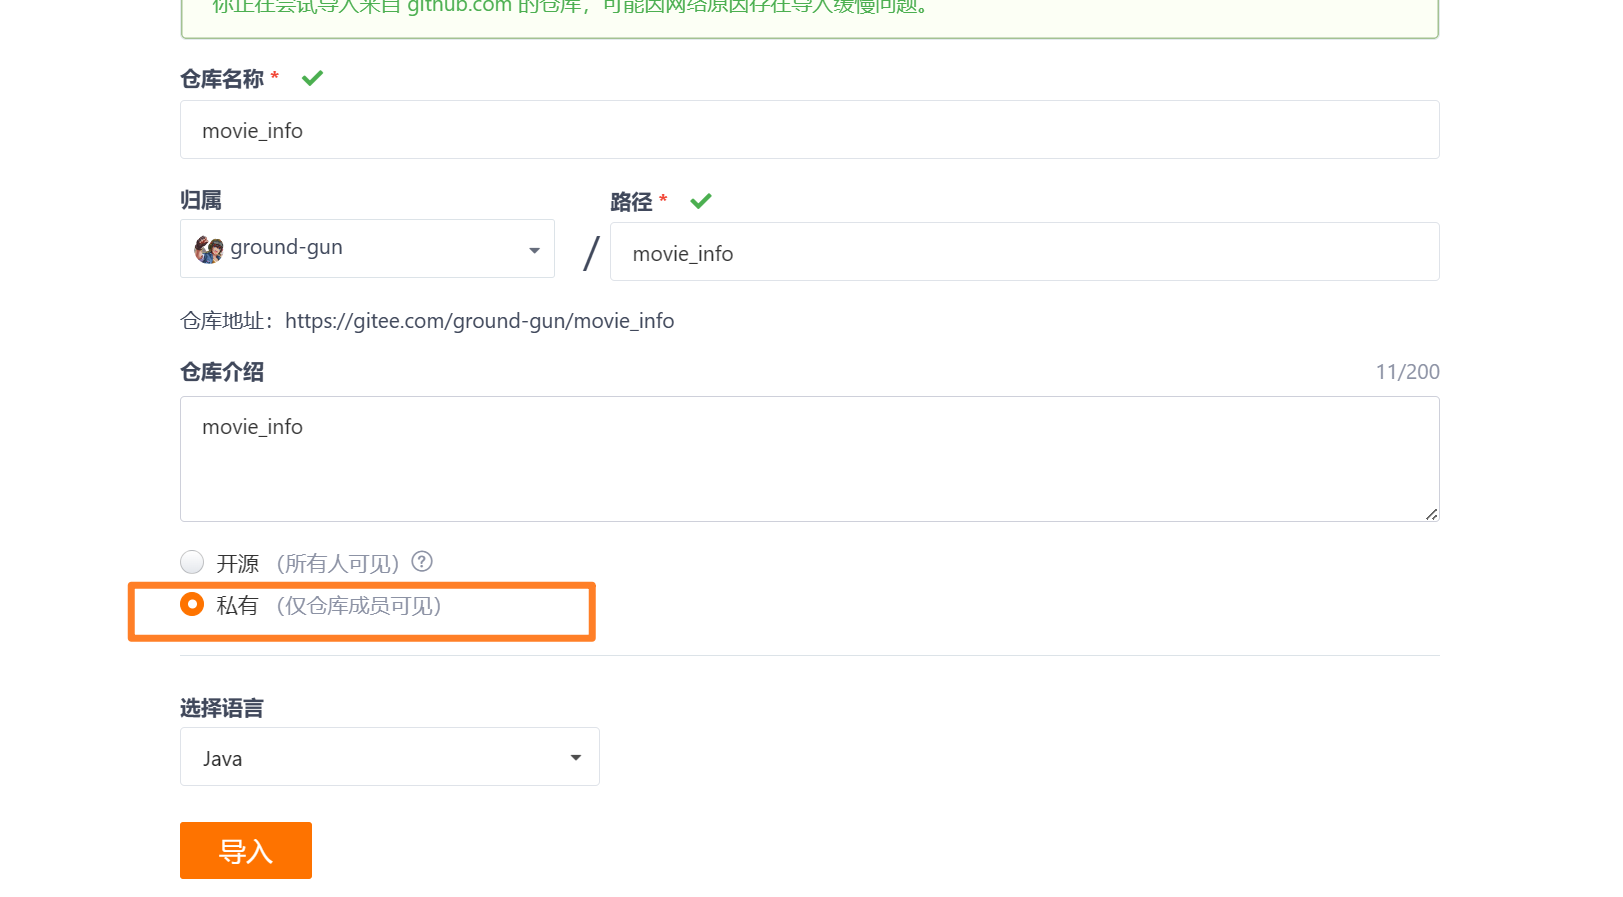 你正在尝试导入来自 github.com 的仓库，可能因网络原因存在导入缓慢问题。
仓库名称 *
movie_info
归属
路径 *
ground-gun
/
movie_info
仓库地址：https://gitee.com/ground-gun/movie_info
仓库介绍
11/200
movie_info
开源 （所有人可见） ?
私有 （仅仓库成员可见）
选择语言
Java
导入